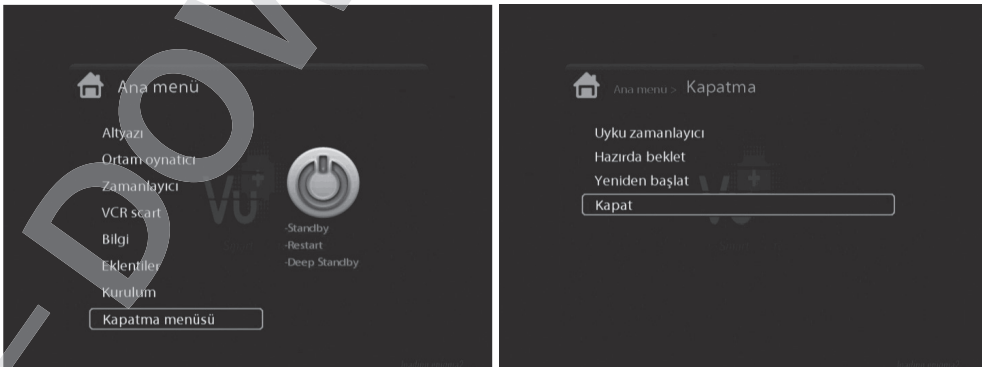 Ana menü
Altyazı
Ortam oynatıcı
Zamanlayıcı
VCR scart
Bilgi
Eklentiler
Kurulum
Kapatma menüsü
-Standby
-Restart
-Deep Standby
Ana menu > Kapatma
Uyku zamanlayıcı
Hazırda beklet
Yeniden başlat
Kapat